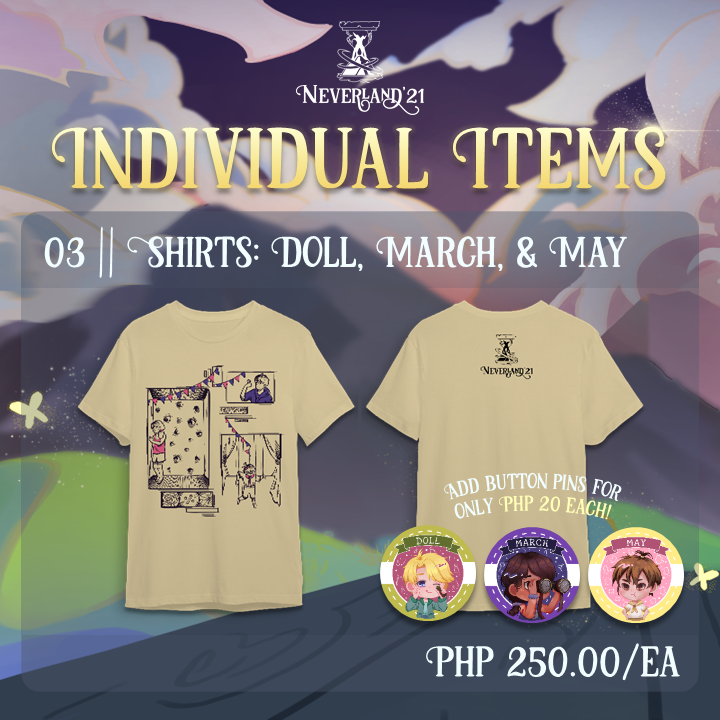 NEVERLAND'21
INDIVIDUAL ITEMS
03 || SHIRTS: DOLL, MARCH, & MAY
NEVERLAND'21
ADD BUTTON PINS FOR
ONLY PHP 20 EACH!
DOLL
MARCH
MAY
PHP 250.00/EA